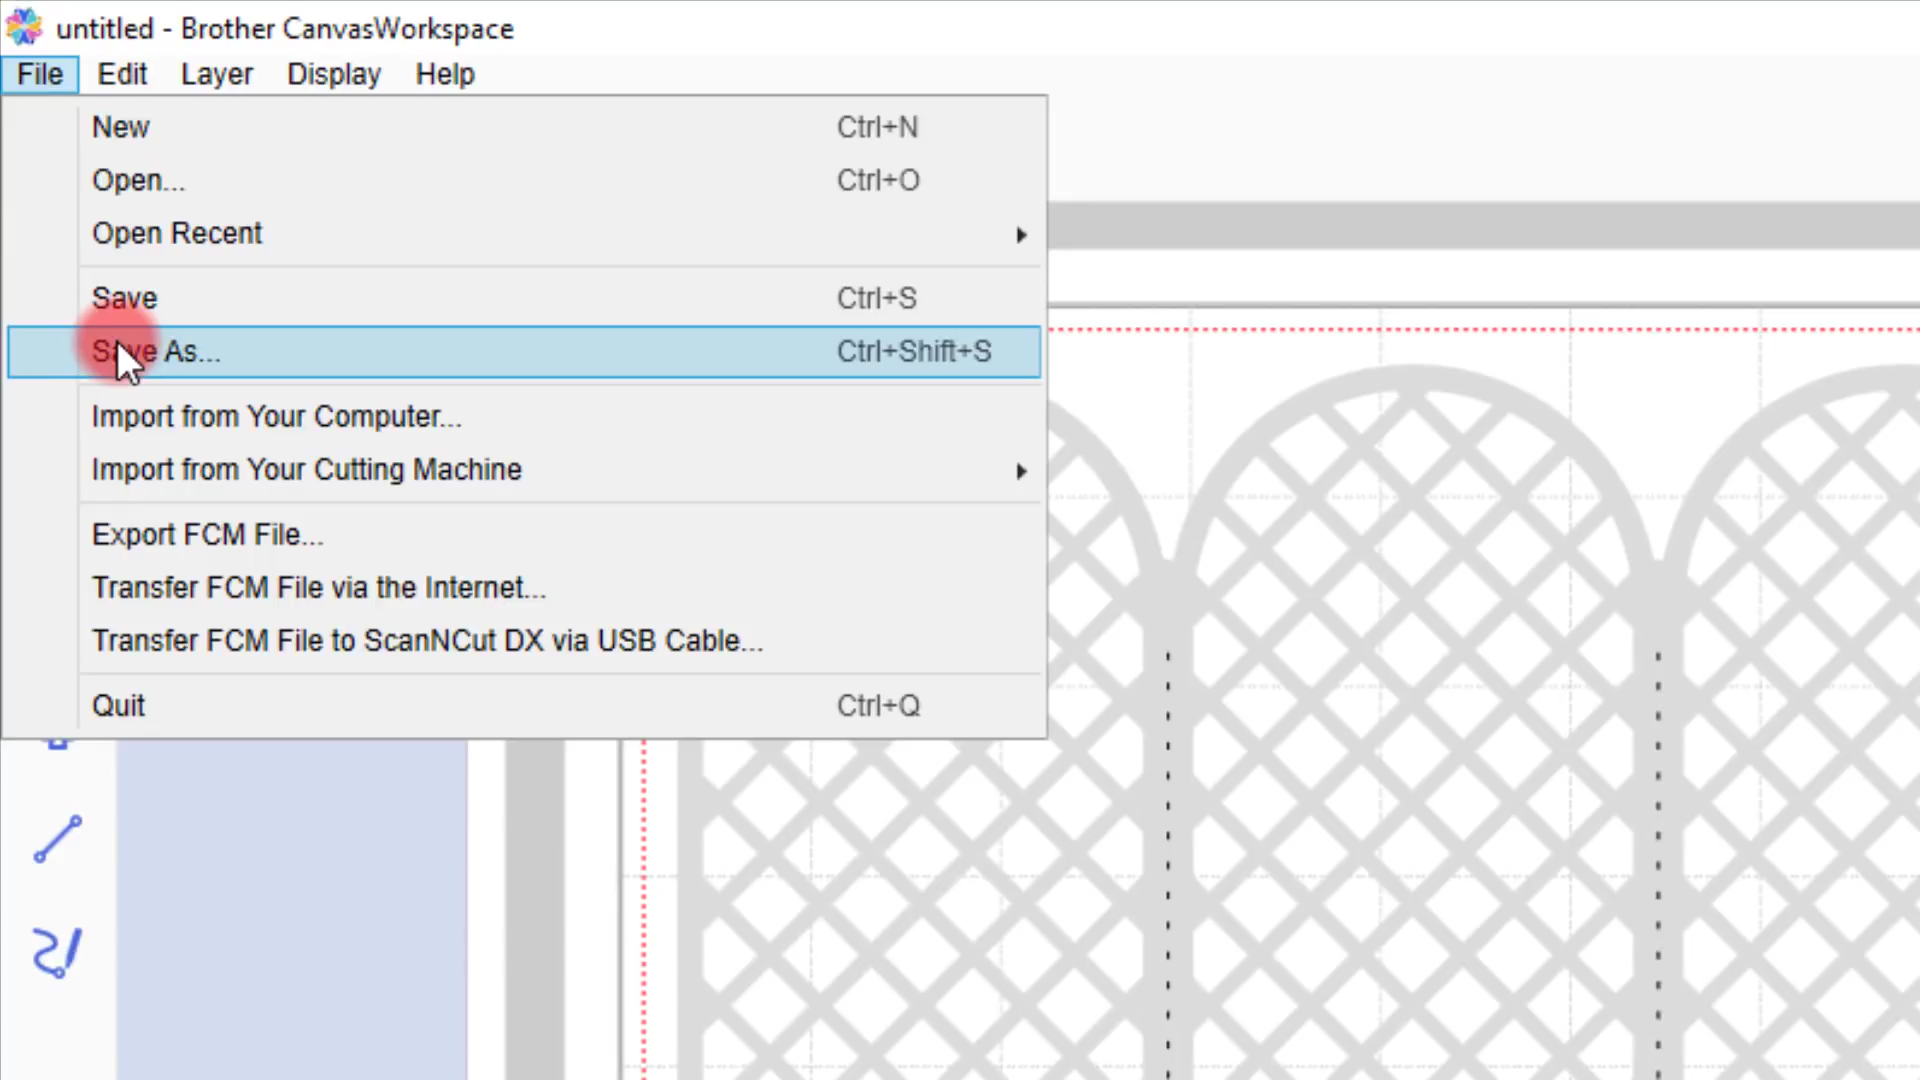 untitled - Brother CanvasWorkspace
File Edit Layer Display Help
New Ctrl+N
Open... Ctrl+O
Open Recent
Save Ctrl+S
Save As... Ctrl+Shift+S
Import from Your Computer...
Import from Your Cutting Machine
Export FCM File...
Transfer FCM File via the Internet...
Transfer FCM File to ScanNCut DX via USB Cable...
Quit Ctrl+Q